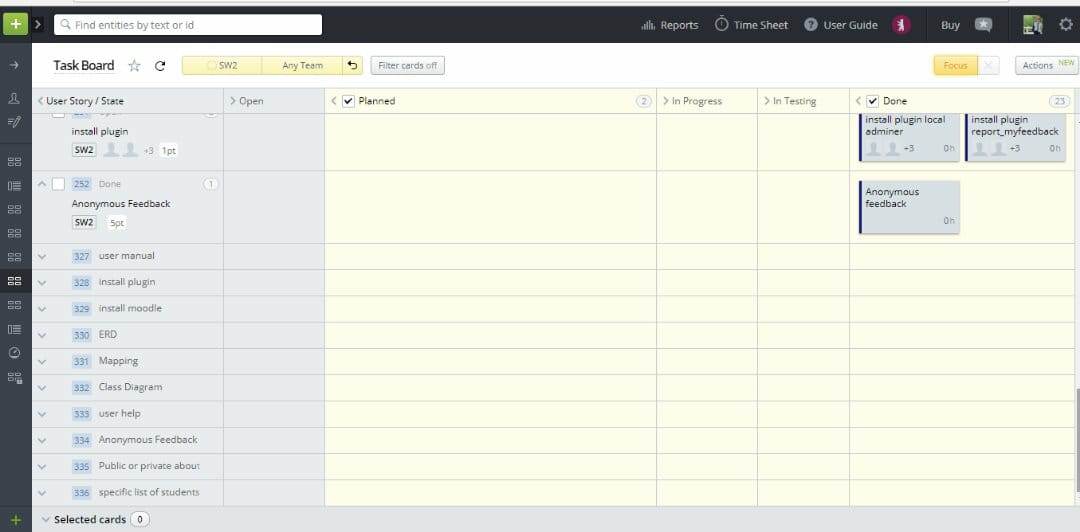 Find entities by text or id
Reports
Time Sheet
User Guide
Buy
Task Board
SW2
Any Team
Filter cards off
Focus
Actions NEW
User Story / State
Open
Planned
2
In Progress
In Testing
Done
23
install plugin
SW2
+3
1pt
install plugin local
adminer
+3
0h
install plugin
report_myfeedback
+3
0h
252
Done
1
Anonymous Feedback
SW2
5pt
Anonymous
feedback
0h
327 user manual
328 install plugin
329 install moodle
330 ERD
331 Mapping
332 Class Diagram
333 user help
334 Anonymous Feedback
335 Public or private about
336 specific list of students
Selected cards 0